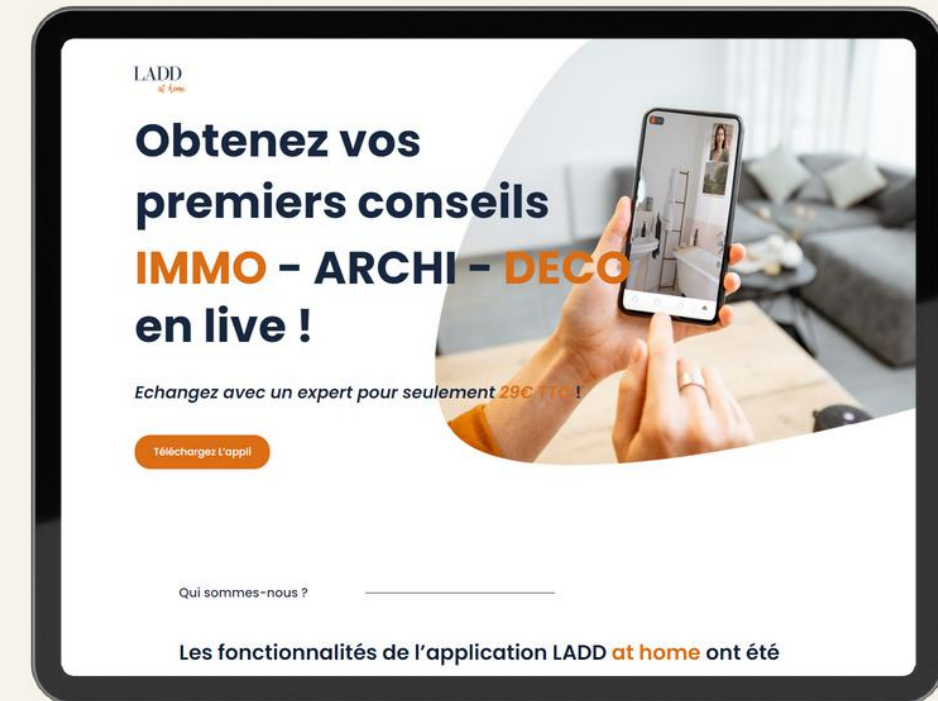 LADD
at home
Obtenez vos
premiers conseils
IMMO - ARCHI - DECO
en live !
Echangez avec un expert pour seulement 29€ TTC !
Téléchargez L'appli
Qui sommes-nous ?
Les fonctionnalités de l'application LADD at home ont été